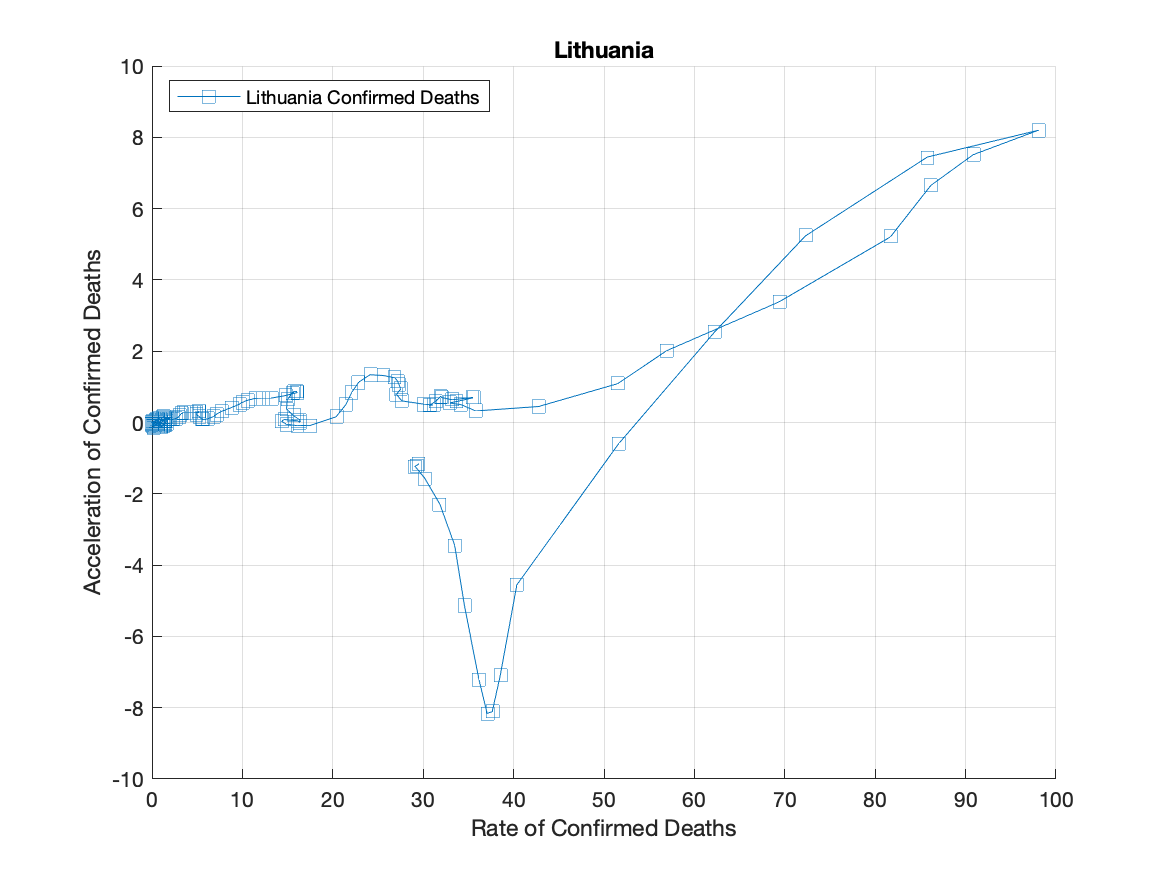 Lithuania
Lithuania Confirmed Deaths
10
8
6
4
2
0
-2
-4
-6
-8
-10
Acceleration of Confirmed Deaths
0 10 20 30 40 50 60 70 80 90 100
Rate of Confirmed Deaths